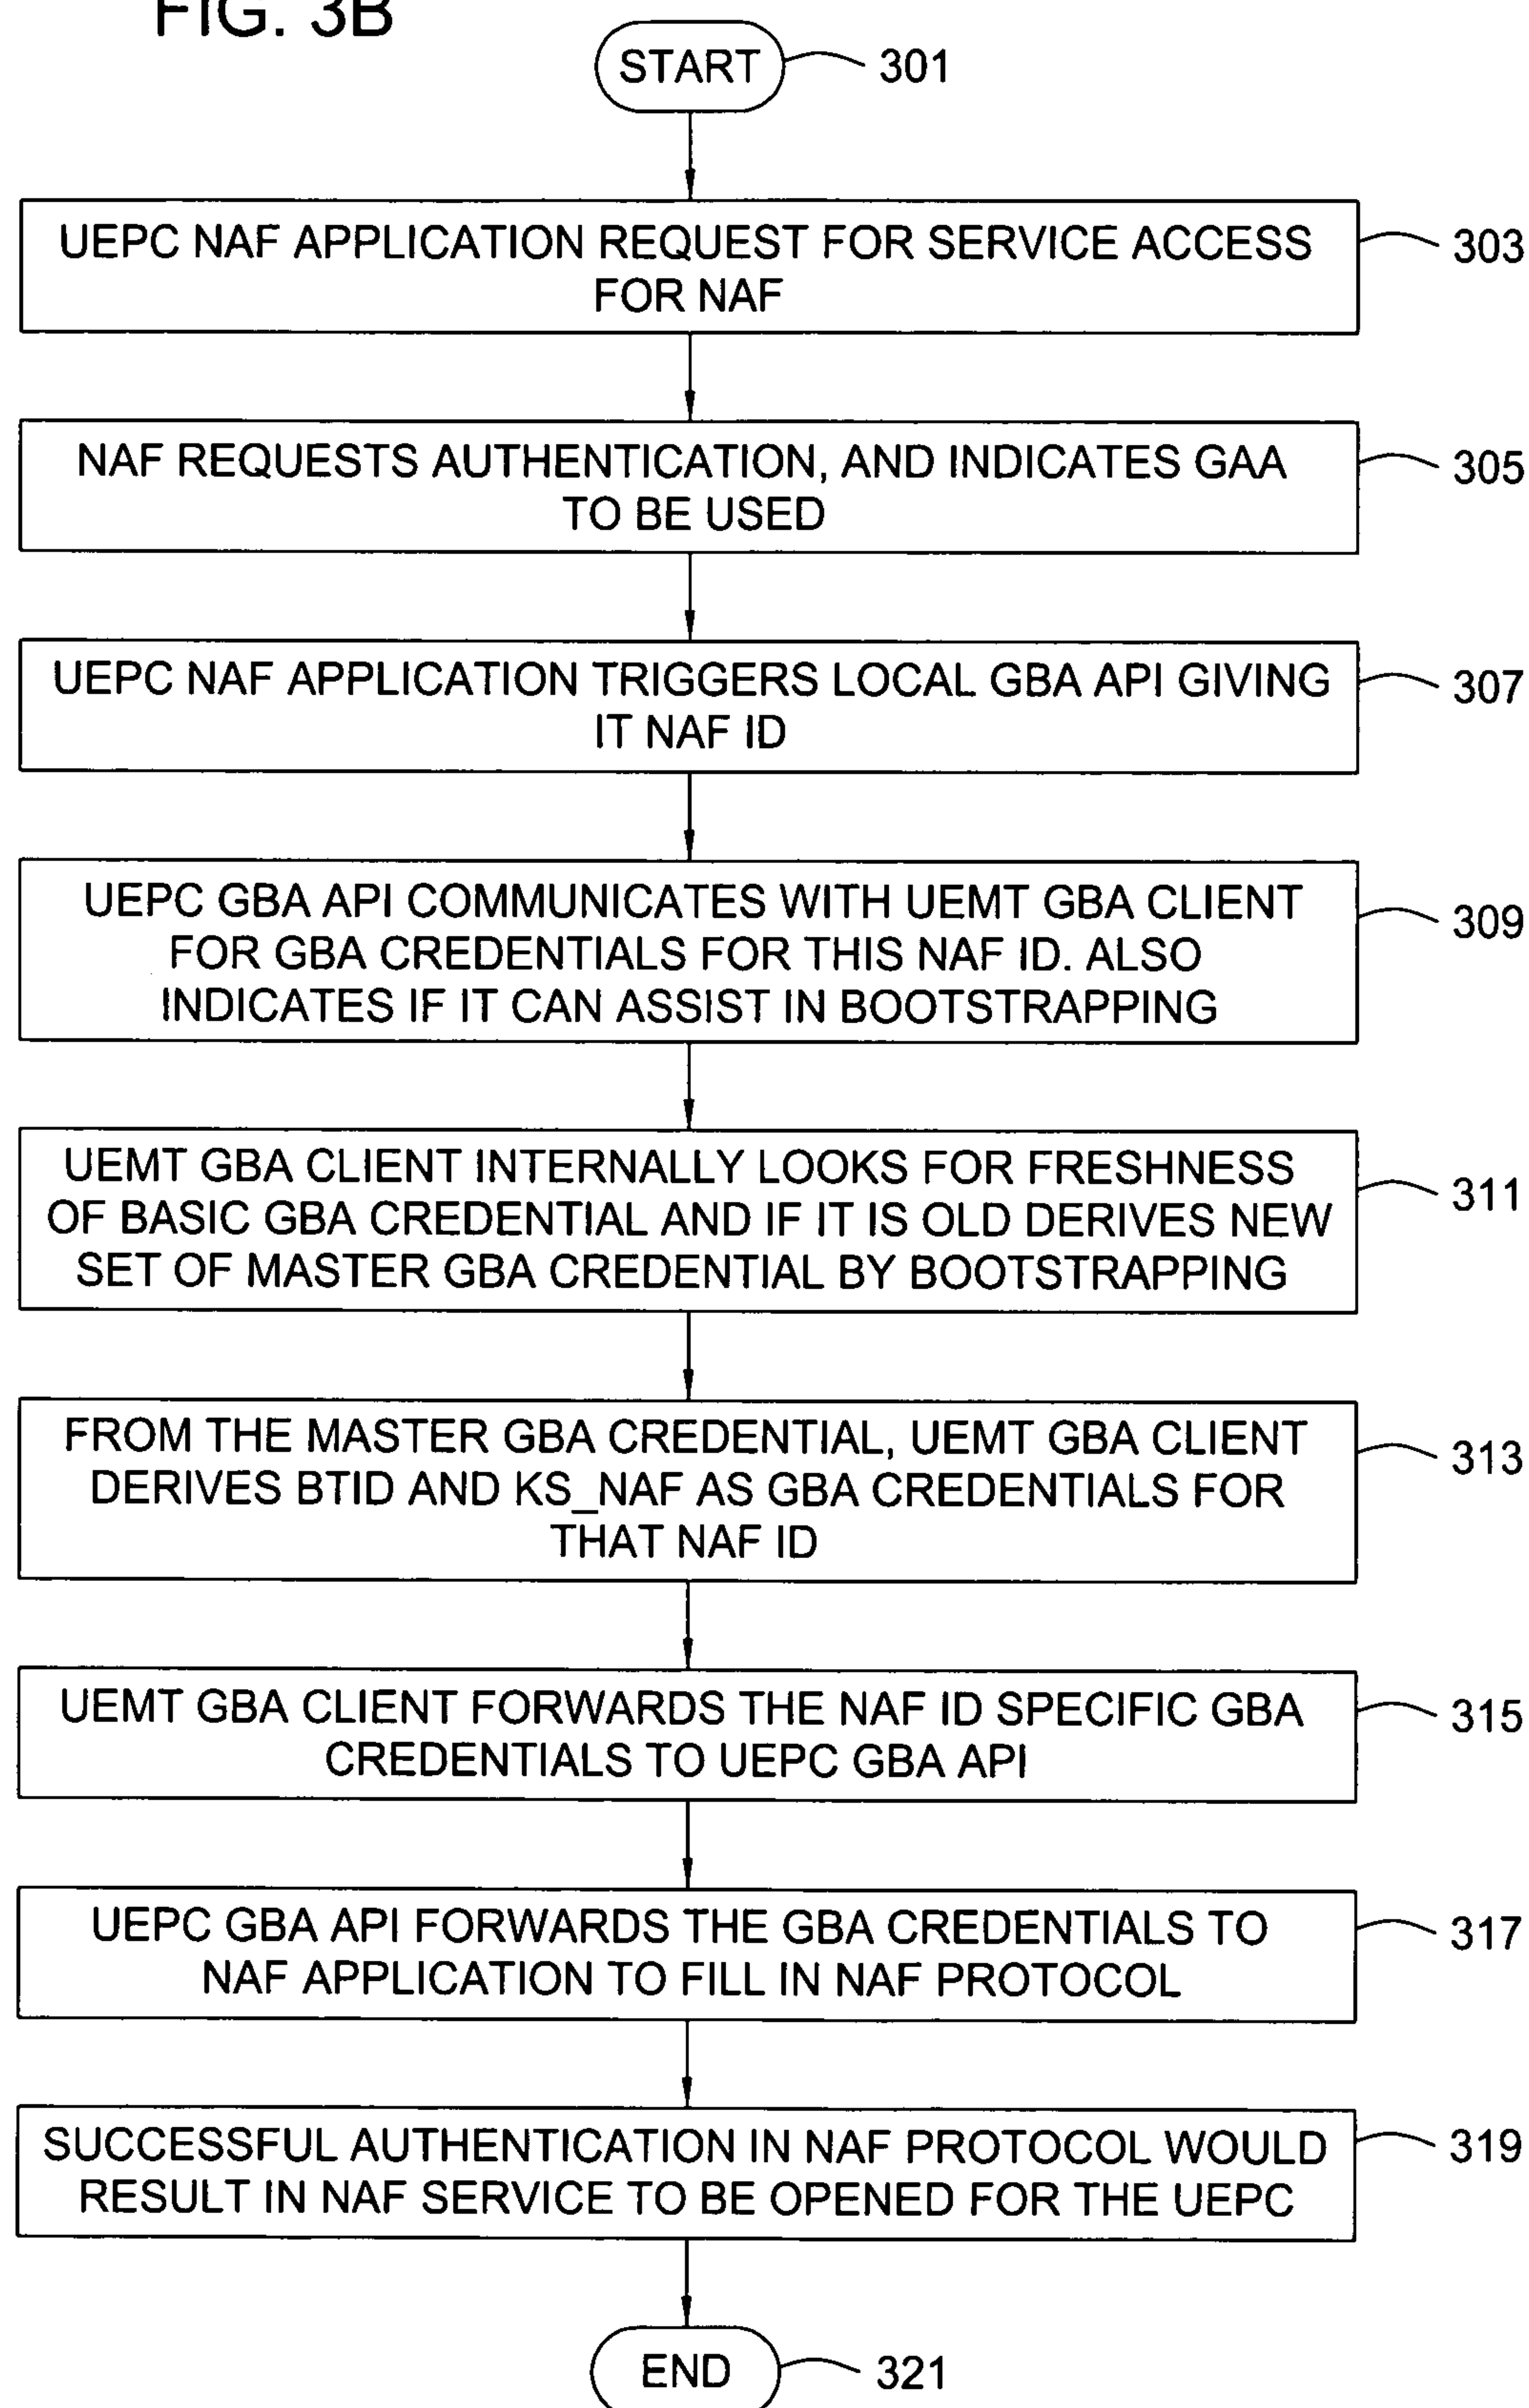 FIG. 3B
START
301
UEPC NAF APPLICATION REQUEST FOR SERVICE ACCESS
FOR NAF
303
NAF REQUESTS AUTHENTICATION, AND INDICATES GAA
TO BE USED
305
UEPC NAF APPLICATION TRIGGERS LOCAL GBA API GIVING
IT NAF ID
307
UEPC GBA API COMMUNICATES WITH UEMT GBA CLIENT
FOR GBA CREDENTIALS FOR THIS NAF ID. ALSO
INDICATES IF IT CAN ASSIST IN BOOTSTRAPPING
309
UEMT GBA CLIENT INTERNALLY LOOKS FOR FRESHNESS
OF BASIC GBA CREDENTIAL AND IF IT IS OLD DERIVES NEW
SET OF MASTER GBA CREDENTIAL BY BOOTSTRAPPING
311
FROM THE MASTER GBA CREDENTIAL, UEMT GBA CLIENT
DERIVES BTID AND KS_NAF AS GBA CREDENTIALS FOR
THAT NAF ID
313
UEMT GBA CLIENT FORWARDS THE NAF ID SPECIFIC GBA
CREDENTIALS TO UEPC GBA API
315
UEPC GBA API FORWARDS THE GBA CREDENTIALS TO
NAF APPLICATION TO FILL IN NAF PROTOCOL
317
SUCCESSFUL AUTHENTICATION IN NAF PROTOCOL WOULD
RESULT IN NAF SERVICE TO BE OPENED FOR THE UEPC
319
END
321